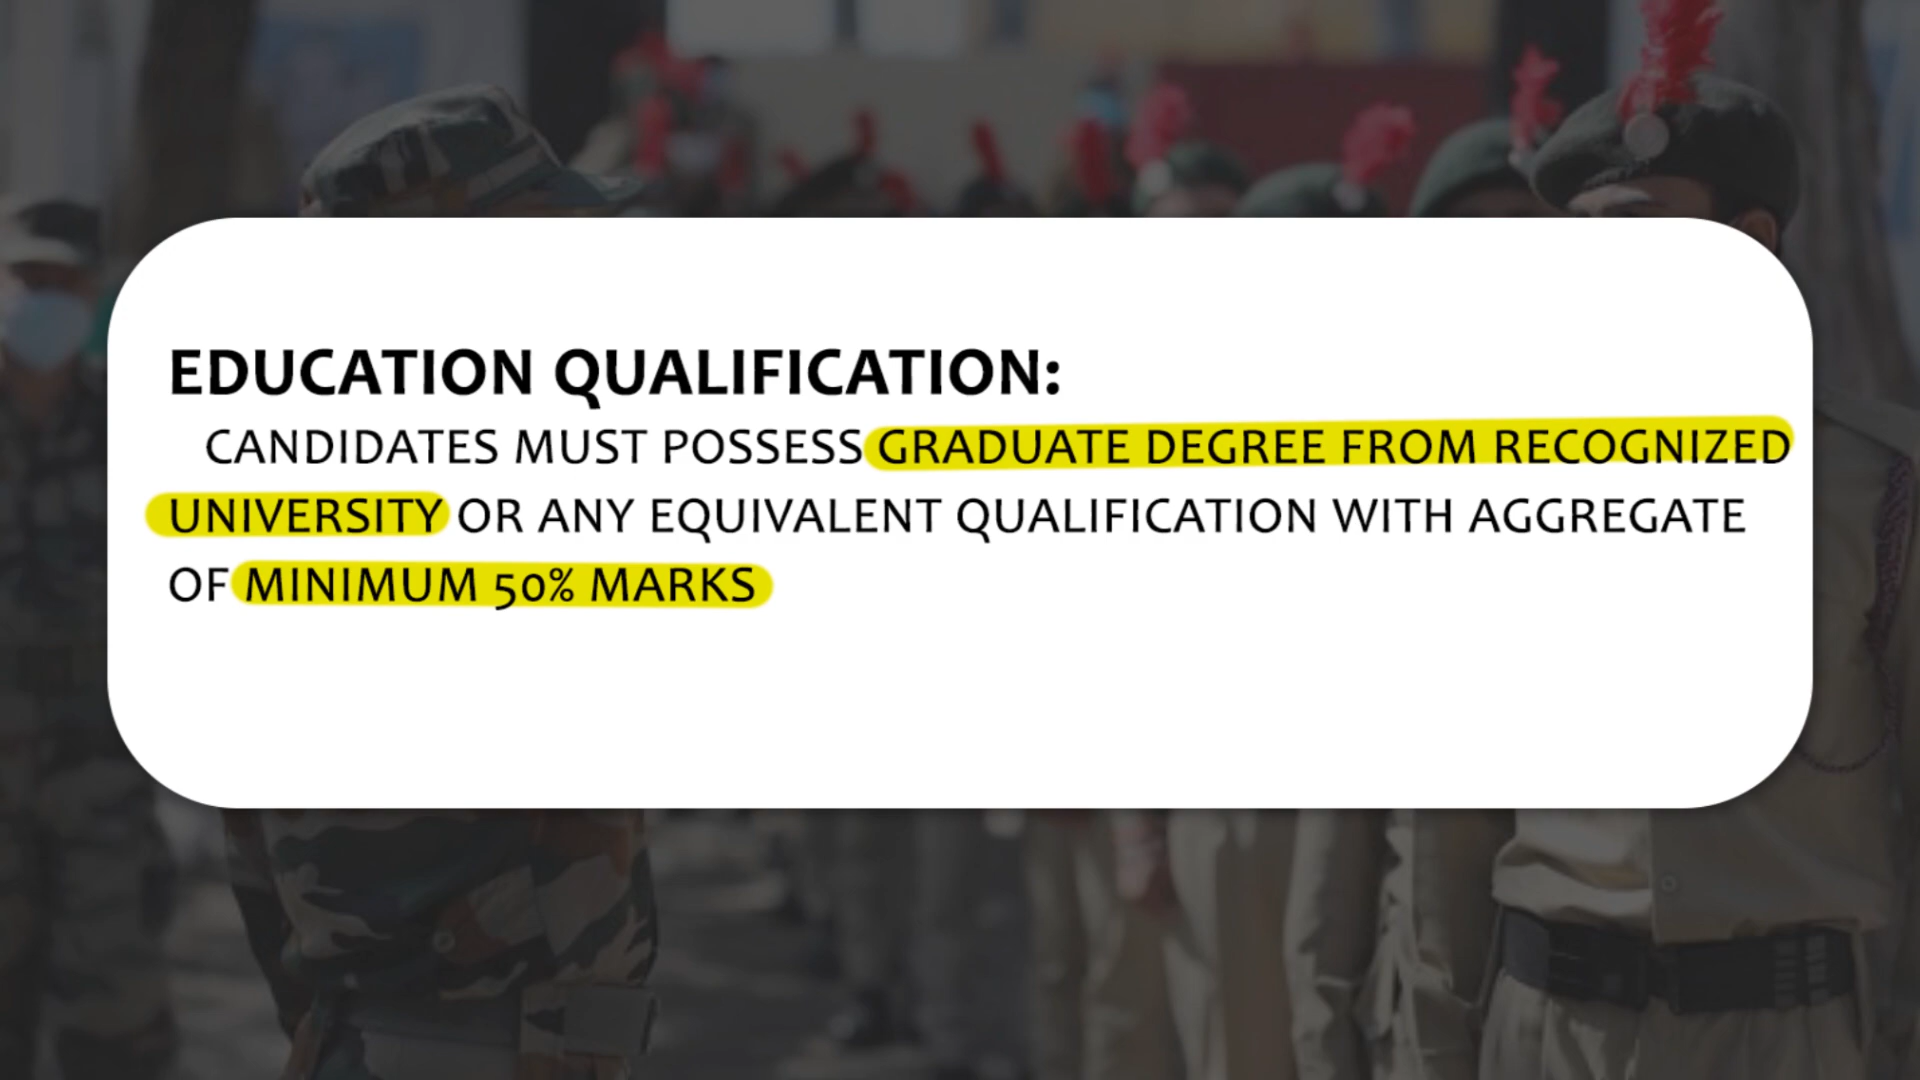 EDUCATION QUALIFICATION:
CANDIDATES MUST POSSESS GRADUATE DEGREE FROM RECOGNIZED
UNIVERSITY OR ANY EQUIVALENT QUALIFICATION WITH AGGREGATE
OF MINIMUM 50% MARKS